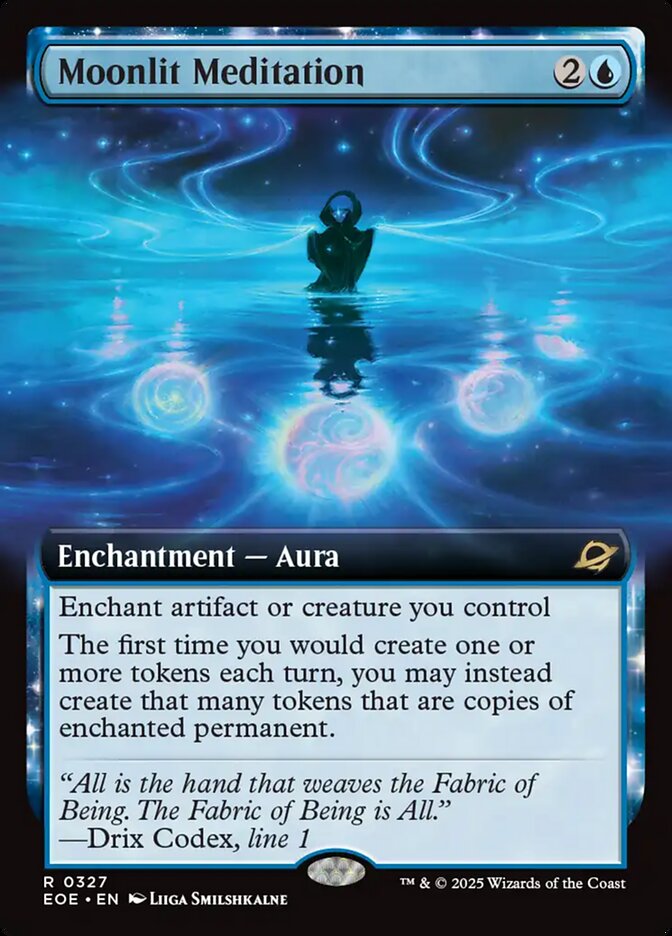 Moonlit Meditation 2
Enchantment — Aura
Enchant artifact or creature you control
The first time you would create one or
more tokens each turn, you may instead
create that many tokens that are copies of
enchanted permanent.
“All is the hand that weaves the Fabric of
Being. The Fabric of Being is All.”
—Drix Codex, line 1
R 0327
EOE • EN Liiga Smilshkalne
™ & © 2025 Wizards of the Coast